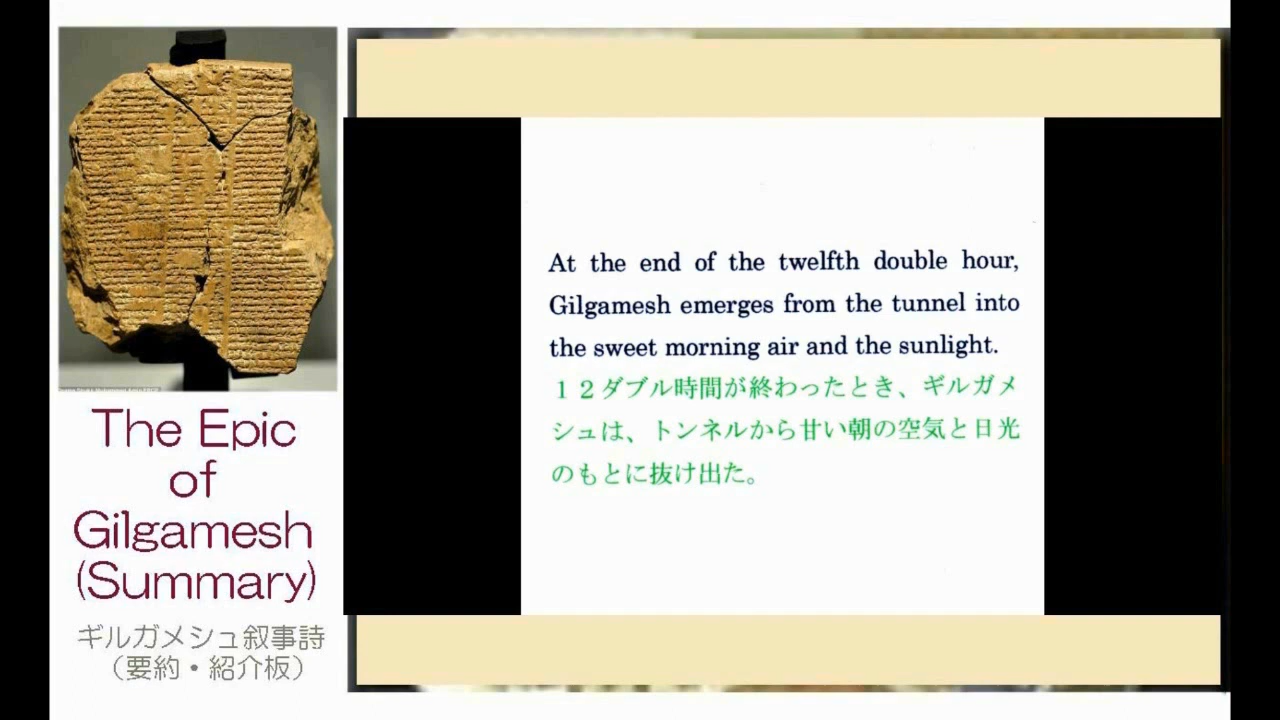 The Epic
of
Gilgamesh
(Summary)
ギルガメシュ叙事詩
（要約・紹介板）
At the end of the twelfth double hour,
Gilgamesh emerges from the tunnel into
the sweet morning air and the sunlight.
１２ダブル時間が終わったとき、ギルガメ
シュは、トンネルから甘い朝の空気と日光
のもとに抜け出た。